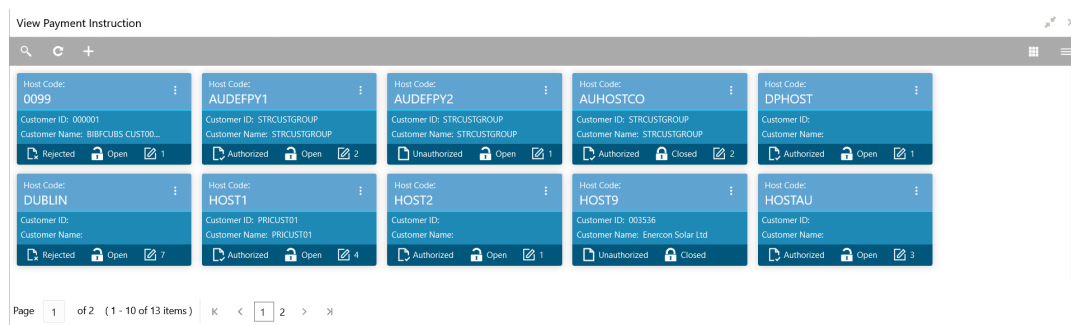 View Payment Instruction
Host Code:
0099
Customer ID: 000001
Customer Name: BIBFCUBS CUST00...
Rejected Open 1
Host Code:
AUDEFPY1
Customer ID: STRCUSTGROUP
Customer Name: STRCUSTGROUP
Authorized Open 2
Host Code:
AUDEFPY2
Customer ID: STRCUSTGROUP
Customer Name: STRCUSTGROUP
Unauthorized Open 1
Host Code:
AUHOSTCO
Customer ID: STRCUSTGROUP
Customer Name: STRCUSTGROUP
Authorized Closed 2
Host Code:
DPHOST
Customer ID:
Customer Name:
Authorized Open 1
Host Code:
DUBLIN
Customer ID:
Customer Name:
Rejected Open 7
Host Code:
HOST1
Customer ID: PRICUST01
Customer Name: PRICUST01
Authorized Open 4
Host Code:
HOST2
Customer ID:
Customer Name:
Authorized Open 1
Host Code:
HOST9
Customer ID: 003536
Customer Name: Enercon Solar Ltd
Unauthorized Closed
Host Code:
HOSTAU
Customer ID:
Customer Name:
Authorized Open 3
Page 1 of 2 ( 1 - 10 of 13 items ) 1 2